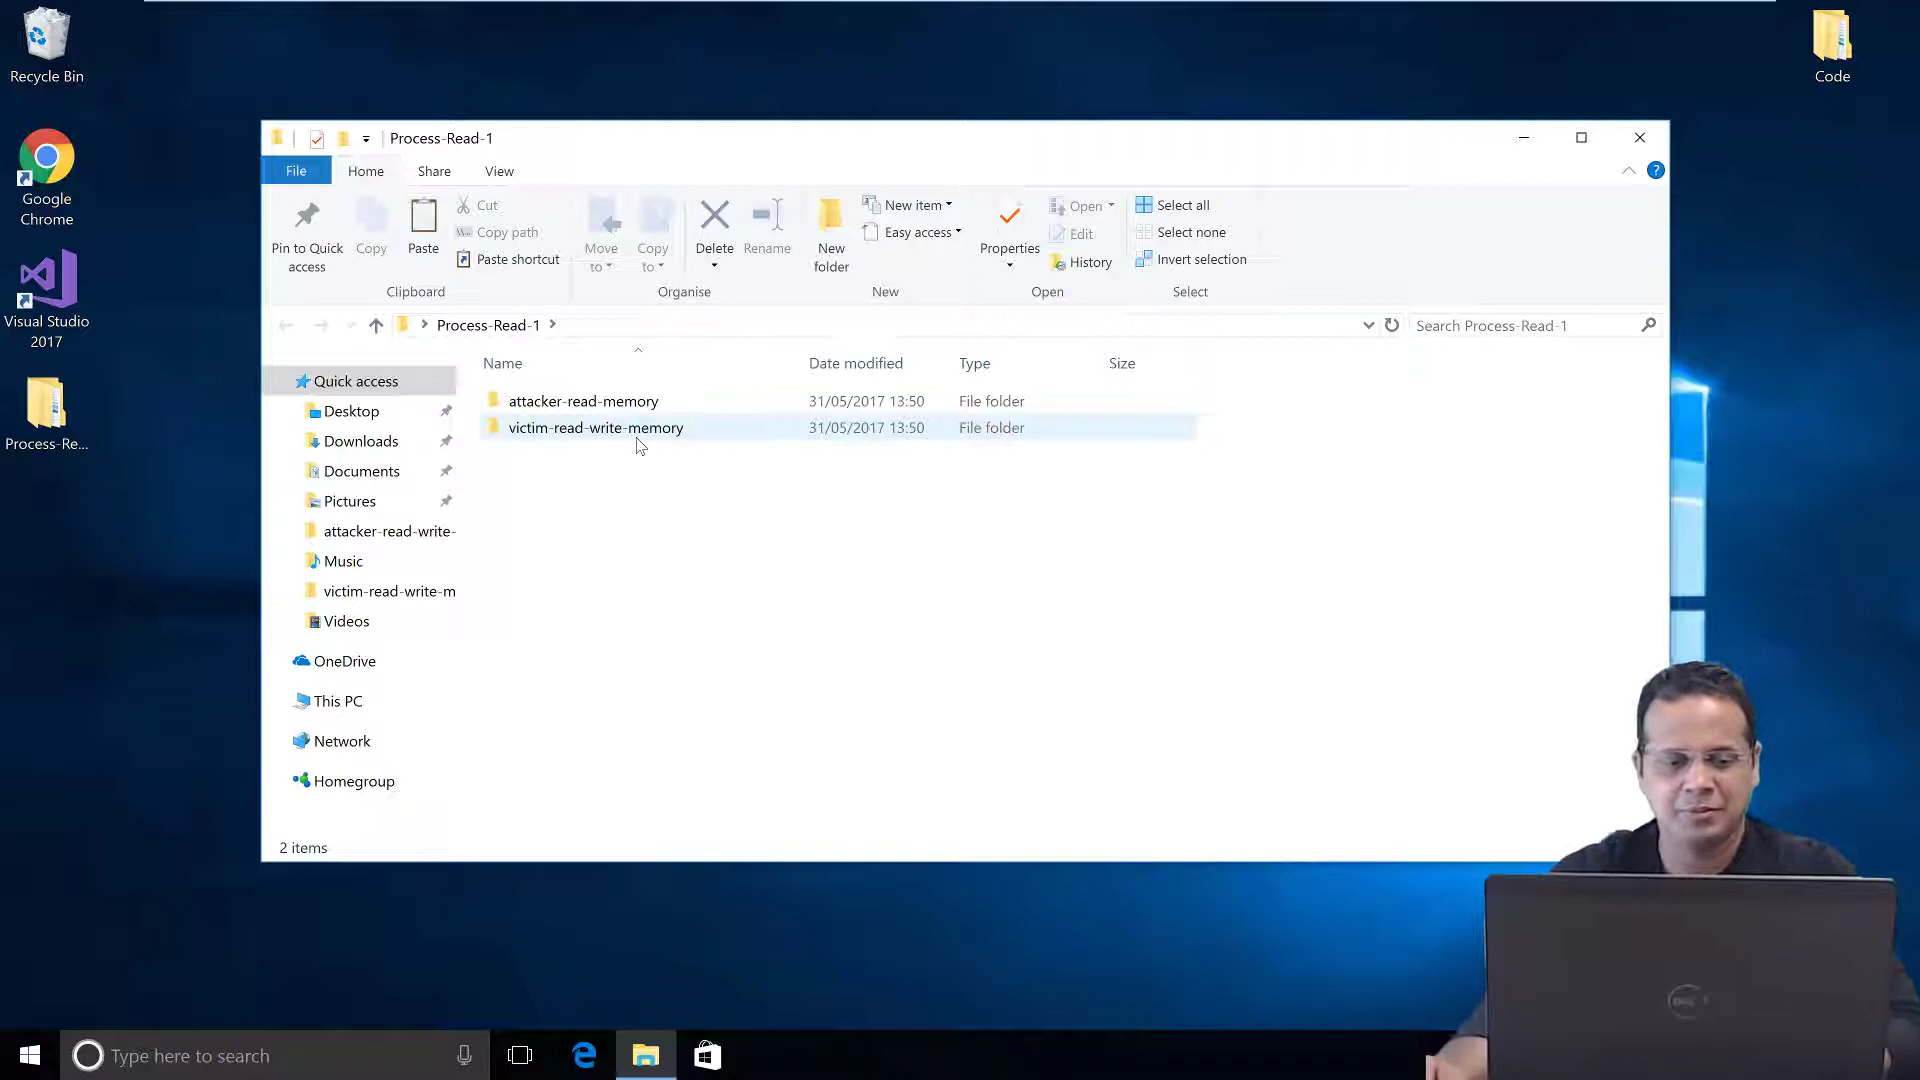 Recycle Bin
Code
Google
Chrome
Visual Studio
2017
Process-Re...
Process-Read-1
File
Home
Share
View
?
Pin to Quick
access
Copy
Paste
Cut
Copy path
Paste shortcut
Clipboard
Move
to
Copy
to
Delete
Rename
Organise
New
folder
New item
Easy access
New
Properties
Open
Edit
History
Open
Select all
Select none
Invert selection
Select
Process-Read-1
Search Process-Read-1
Name
Date modified
Type
Size
attacker-read-memory
31/05/2017 13:50
File folder
victim-read-write-memory
31/05/2017 13:50
File folder
Quick access
Desktop
Downloads
Documents
Pictures
attacker-read-write-
Music
victim-read-write-m
Videos
OneDrive
This PC
Network
Homegroup
2 items
DELL
Type here to search